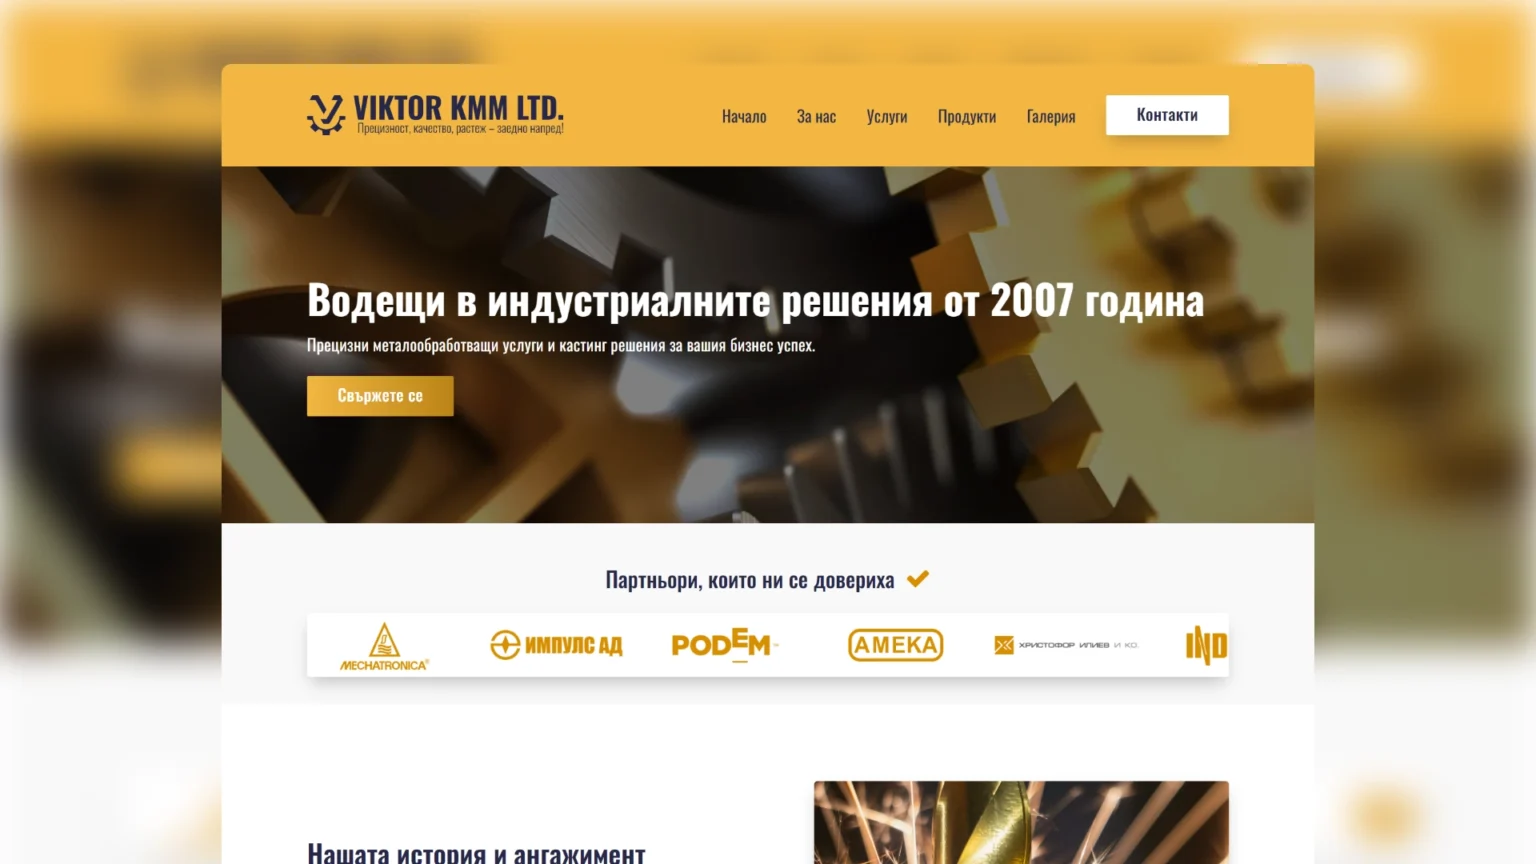 VIKTOR KMM LTD.
Прецизност, качество, растеж – заедно напред!
Начало За нас Услуги Продукти Галерия Контакти
Водещи в индустриалните решения от 2007 година
Прецизни металообработващи услуги и кастинг решения за вашия бизнес успех.
Свържете се
Партньори, които ни се довериха
MECHATRONICA®
ИМПУЛС АД
PODEM™
AMEKA
ХРИСТОФОР ИЛИЕВ И КО.
IND
Нашата история и ангажимент